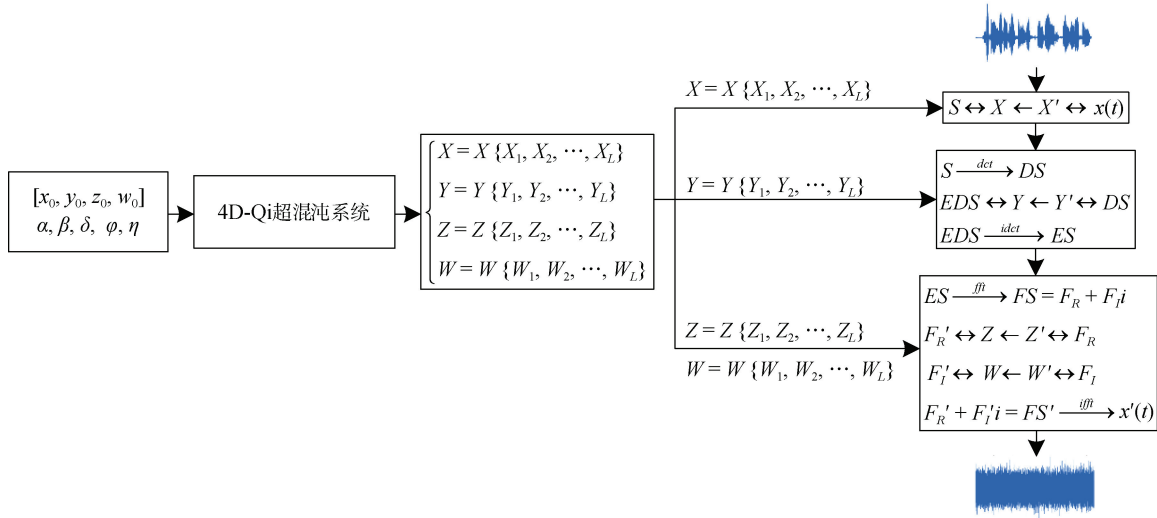 [x₀, y₀, z₀, w₀]
α, β, δ, φ, η
4D-Qi超混沌系统
X = X {X₁, X₂, ⋯, X_L}
Y = Y {Y₁, Y₂, ⋯, Y_L}
Z = Z {Z₁, Z₂, ⋯, Z_L}
W = W {W₁, W₂, ⋯, W_L}
X = X {X₁, X₂, ⋯, X_L}
Y = Y {Y₁, Y₂, ⋯, Y_L}
Z = Z {Z₁, Z₂, ⋯, Z_L}
W = W {W₁, W₂, ⋯, W_L}
S ↔ X ← X′ ↔ x(t)
S —dct→ DS
EDS ↔ Y ← Y′ ↔ DS
EDS —idct→ ES
ES —fft→ FS = F_R + F_I i
F_R′ ↔ Z ← Z′ ↔ F_R
F_I′ ↔ W ← W′ ↔ F_I
F_R′ + F_I′i = FS′ —ifft→ x′(t)